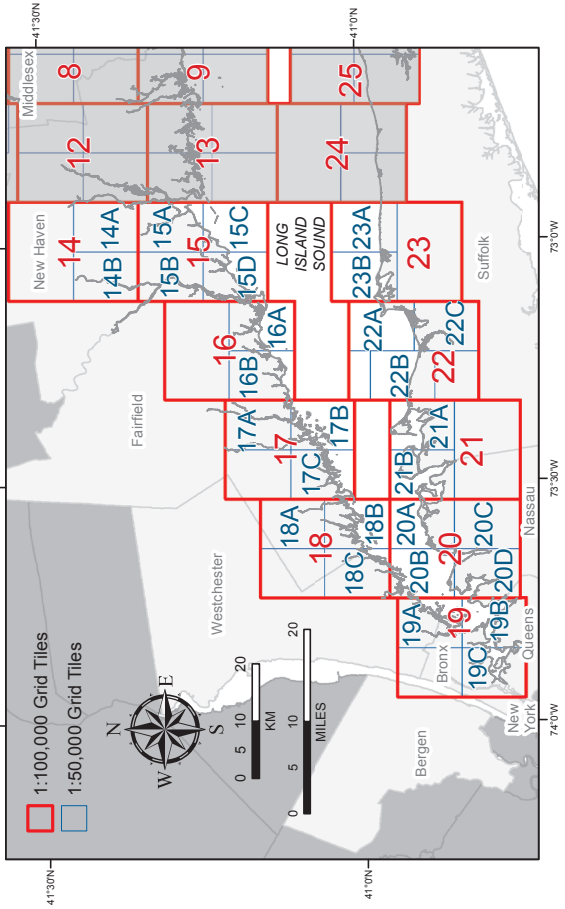 1:100,000 Grid Tiles
1:50,000 Grid Tiles
N
E
S
W
0 5 10 20
KM
0 5 10 20
MILES
41°30'N
41°0'N
41°30'N
41°0'N
74°0'W
73°30'W
73°0'W
Middlesex
New Haven
Fairfield
Westchester
Bergen
Bronx
New
York
Queens
Nassau
Suffolk
LONG
ISLAND
SOUND
8
9
25
12
13
24
14
14A
14B
15
15A
15B
15C
15D
16
16A
16B
17
17A
17B
17C
18
18A
18B
18C
19
19A
19B
19C
20
20A
20B
20C
20D
21
21A
21B
22
22A
22B
22C
23
23A
23B